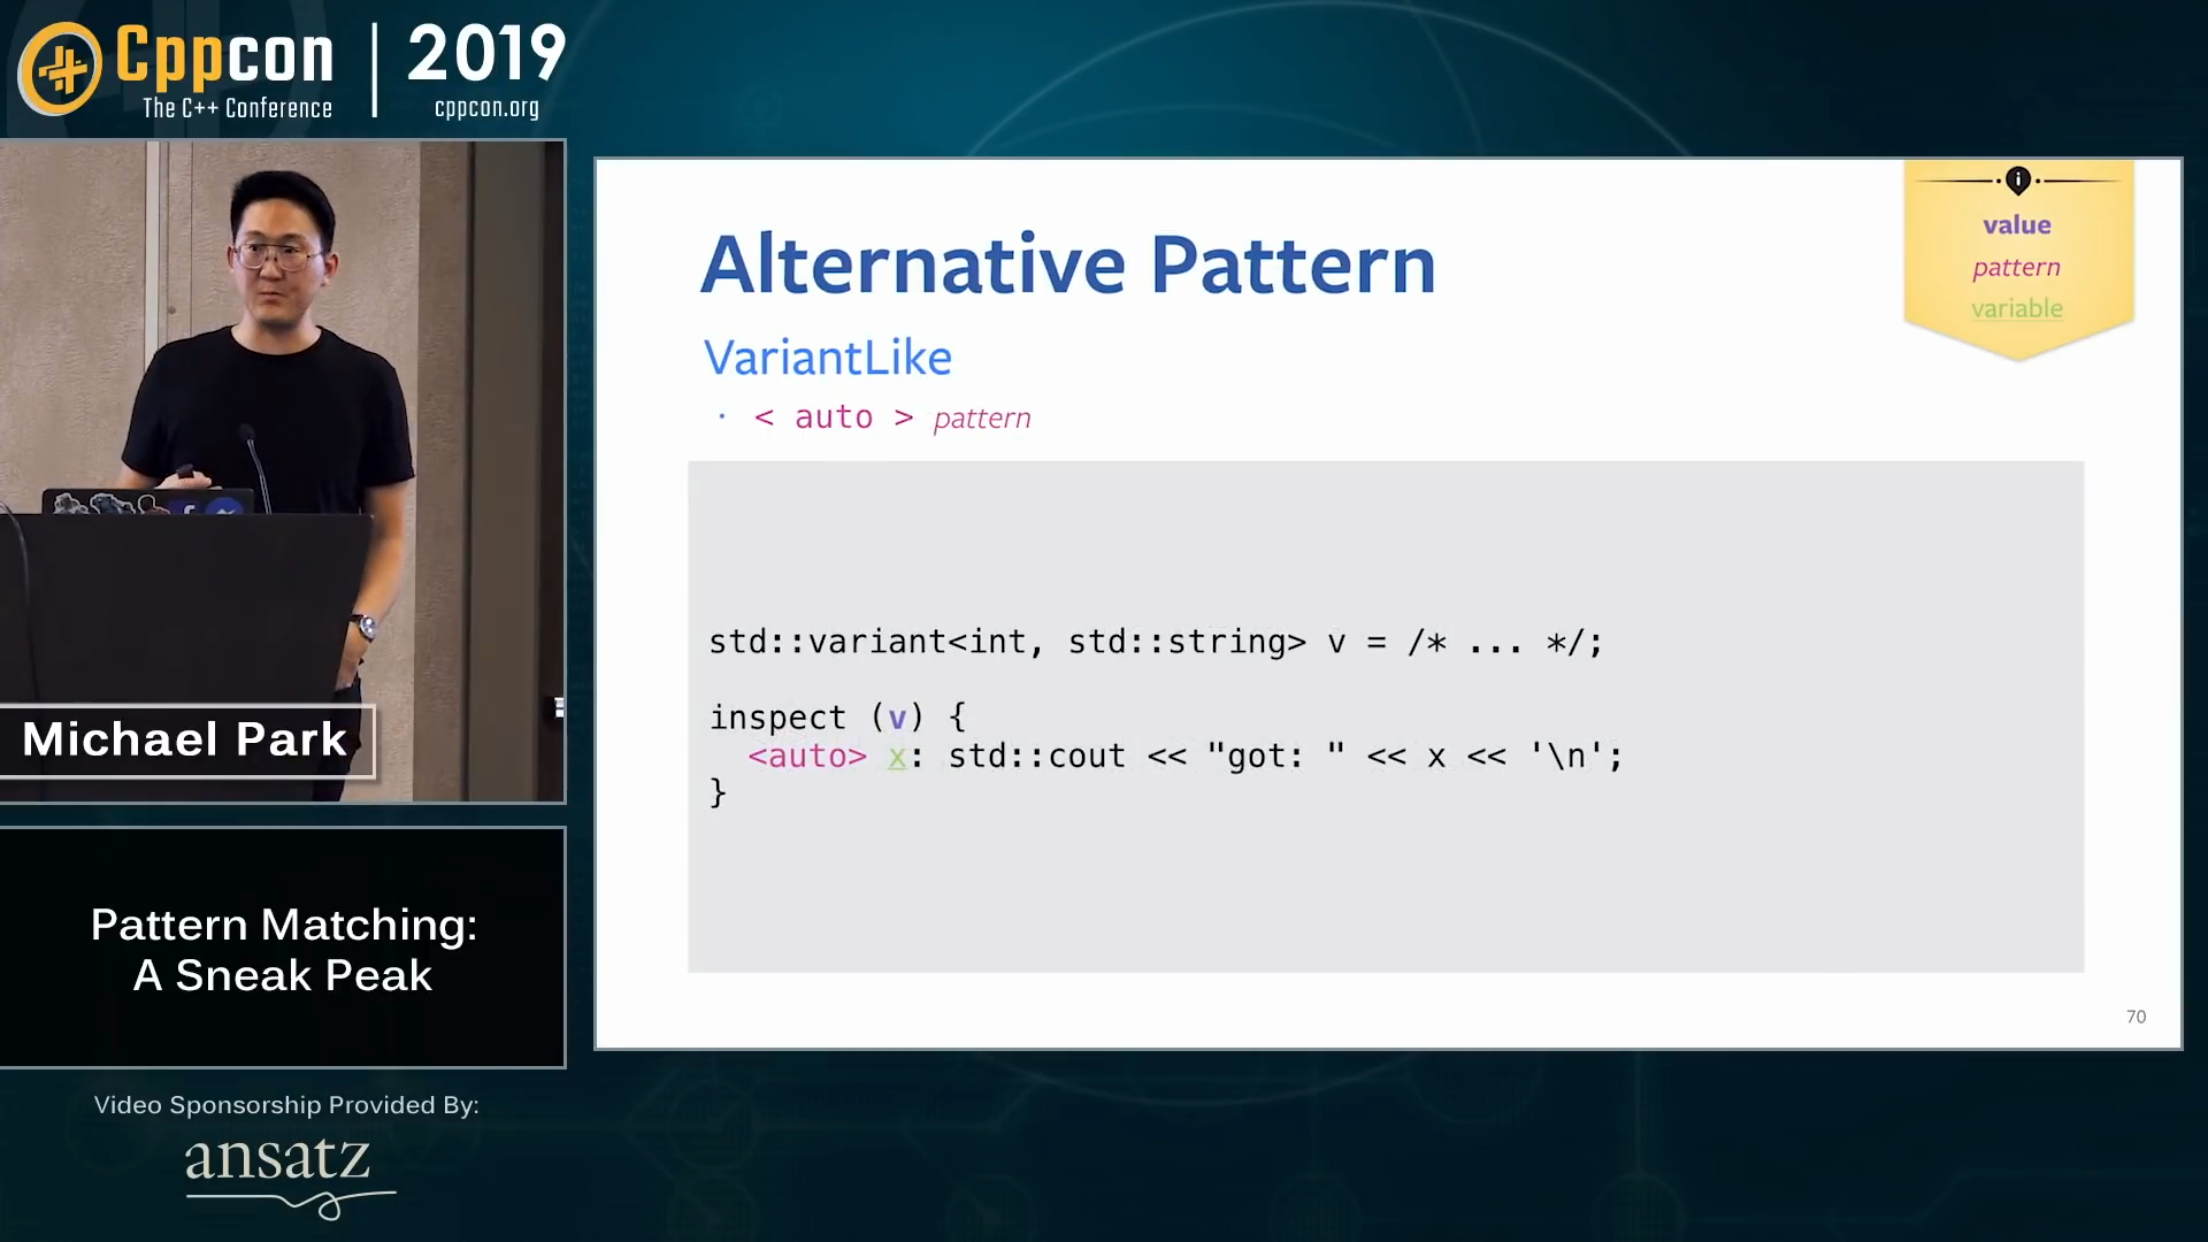 Cppcon
The C++ Conference
2019
cppcon.org
Michael Park
Pattern Matching:
A Sneak Peak
Video Sponsorship Provided By:
ansatz
i
value
pattern
variable
Alternative Pattern
VariantLike
· < auto > pattern
std::variant<int, std::string> v = /* ... */;
inspect (v) {
  <auto> x: std::cout << "got: " << x << '\n';
}
70